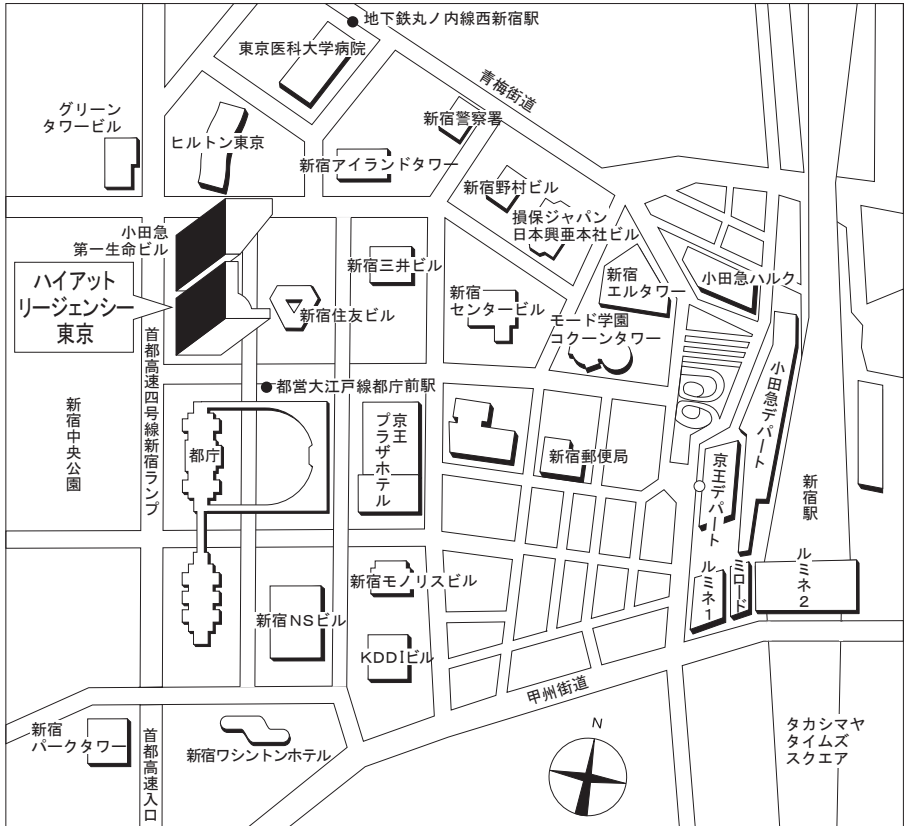 地下鉄丸ノ内線西新宿駅
東京医科大学病院
青梅街道
グリーン
タワービル
新宿警察署
ヒルトン東京
新宿アイランドタワー
新宿野村ビル
損保ジャパン
日本興亜本社ビル
小田急
第一生命ビル
新宿三井ビル
新宿
エルタワー
小田急ハルク
ハイアット
リージェンシー
東京
新宿住友ビル
新宿
センタービル
モード学園
コクーンタワー
首都高速四号線新宿ランプ
小田急デパート
都営大江戸線都庁前駅
新宿中央公園
都庁
京王
プラザホテル
新宿郵便局
京王デパート
新宿駅
新宿モノリスビル
ルミネ1
ミロード
ルミネ2
新宿NSビル
KDDIビル
甲州街道
新宿
パークタワー
首都高速入口
新宿ワシントンホテル
N
タカシマヤ
タイムズ
スクエア